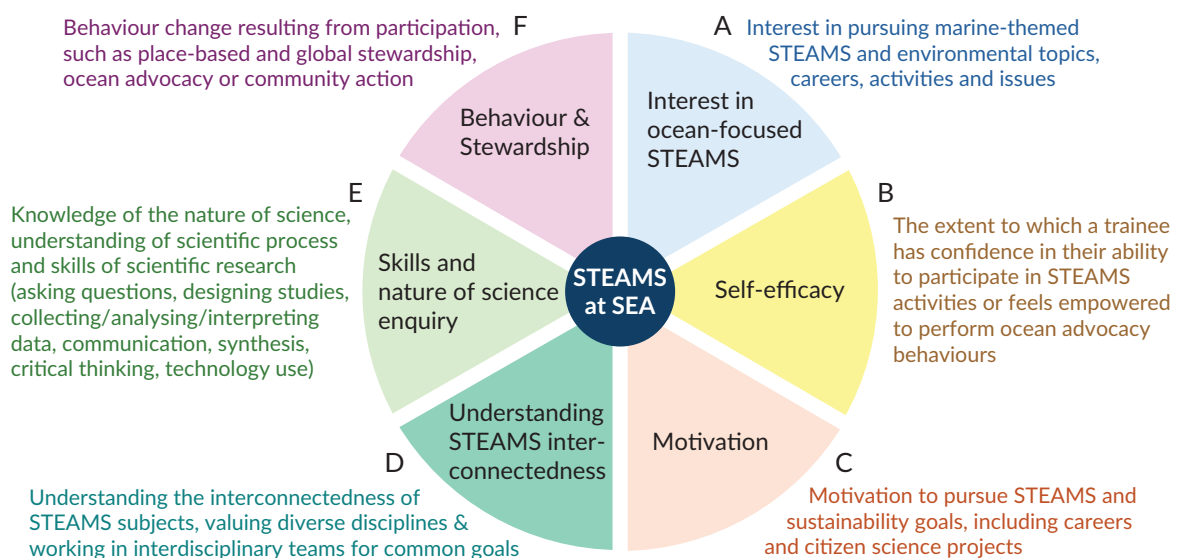 F
Behaviour change resulting from participation,
such as place-based and global stewardship,
ocean advocacy or community action
A
Interest in pursuing marine-themed
STEAMS and environmental topics,
careers, activities and issues
Behaviour &
Stewardship
Interest in
ocean-focused
STEAMS
E
Knowledge of the nature of science,
understanding of scientific process
and skills of scientific research
(asking questions, designing studies,
collecting/analysing/interpreting
data, communication, synthesis,
critical thinking, technology use)
Skills and
nature of science
enquiry
STEAMS
at SEA
Self-efficacy
B
The extent to which a trainee
has confidence in their ability
to participate in STEAMS
activities or feels empowered
to perform ocean advocacy
behaviours
Understanding
STEAMS inter-
connectedness
Motivation
D
Understanding the interconnectedness of
STEAMS subjects, valuing diverse disciplines &
working in interdisciplinary teams for common goals
C
Motivation to pursue STEAMS and
sustainability goals, including careers
and citizen science projects